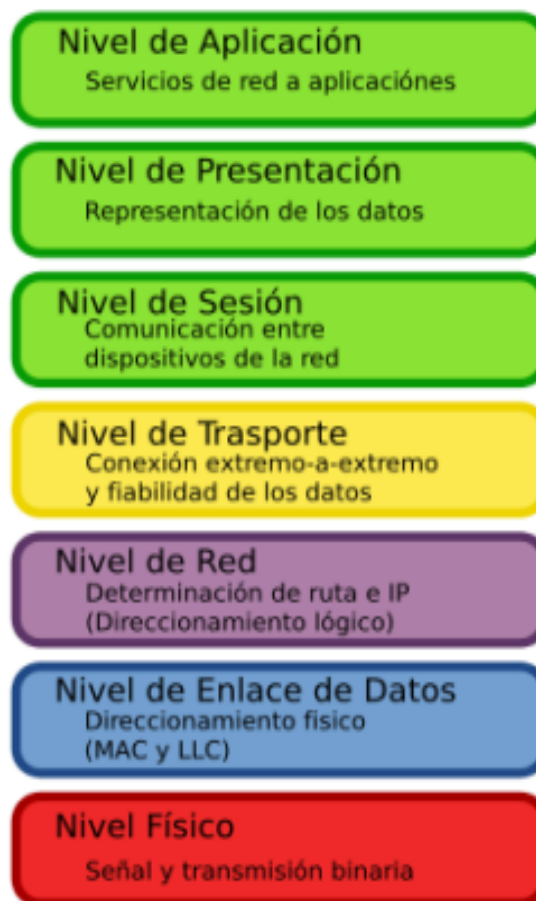 Nivel de Aplicación
Servicios de red a aplicaciónes
Nivel de Presentación
Representación de los datos
Nivel de Sesión
Comunicación entre
dispositivos de la red
Nivel de Trasporte
Conexión extremo-a-extremo
y fiabilidad de los datos
Nivel de Red
Determinación de ruta e IP
(Direccionamiento lógico)
Nivel de Enlace de Datos
Direccionamiento fisico
(MAC y LLC)
Nivel Físico
Señal y transmisión binaria